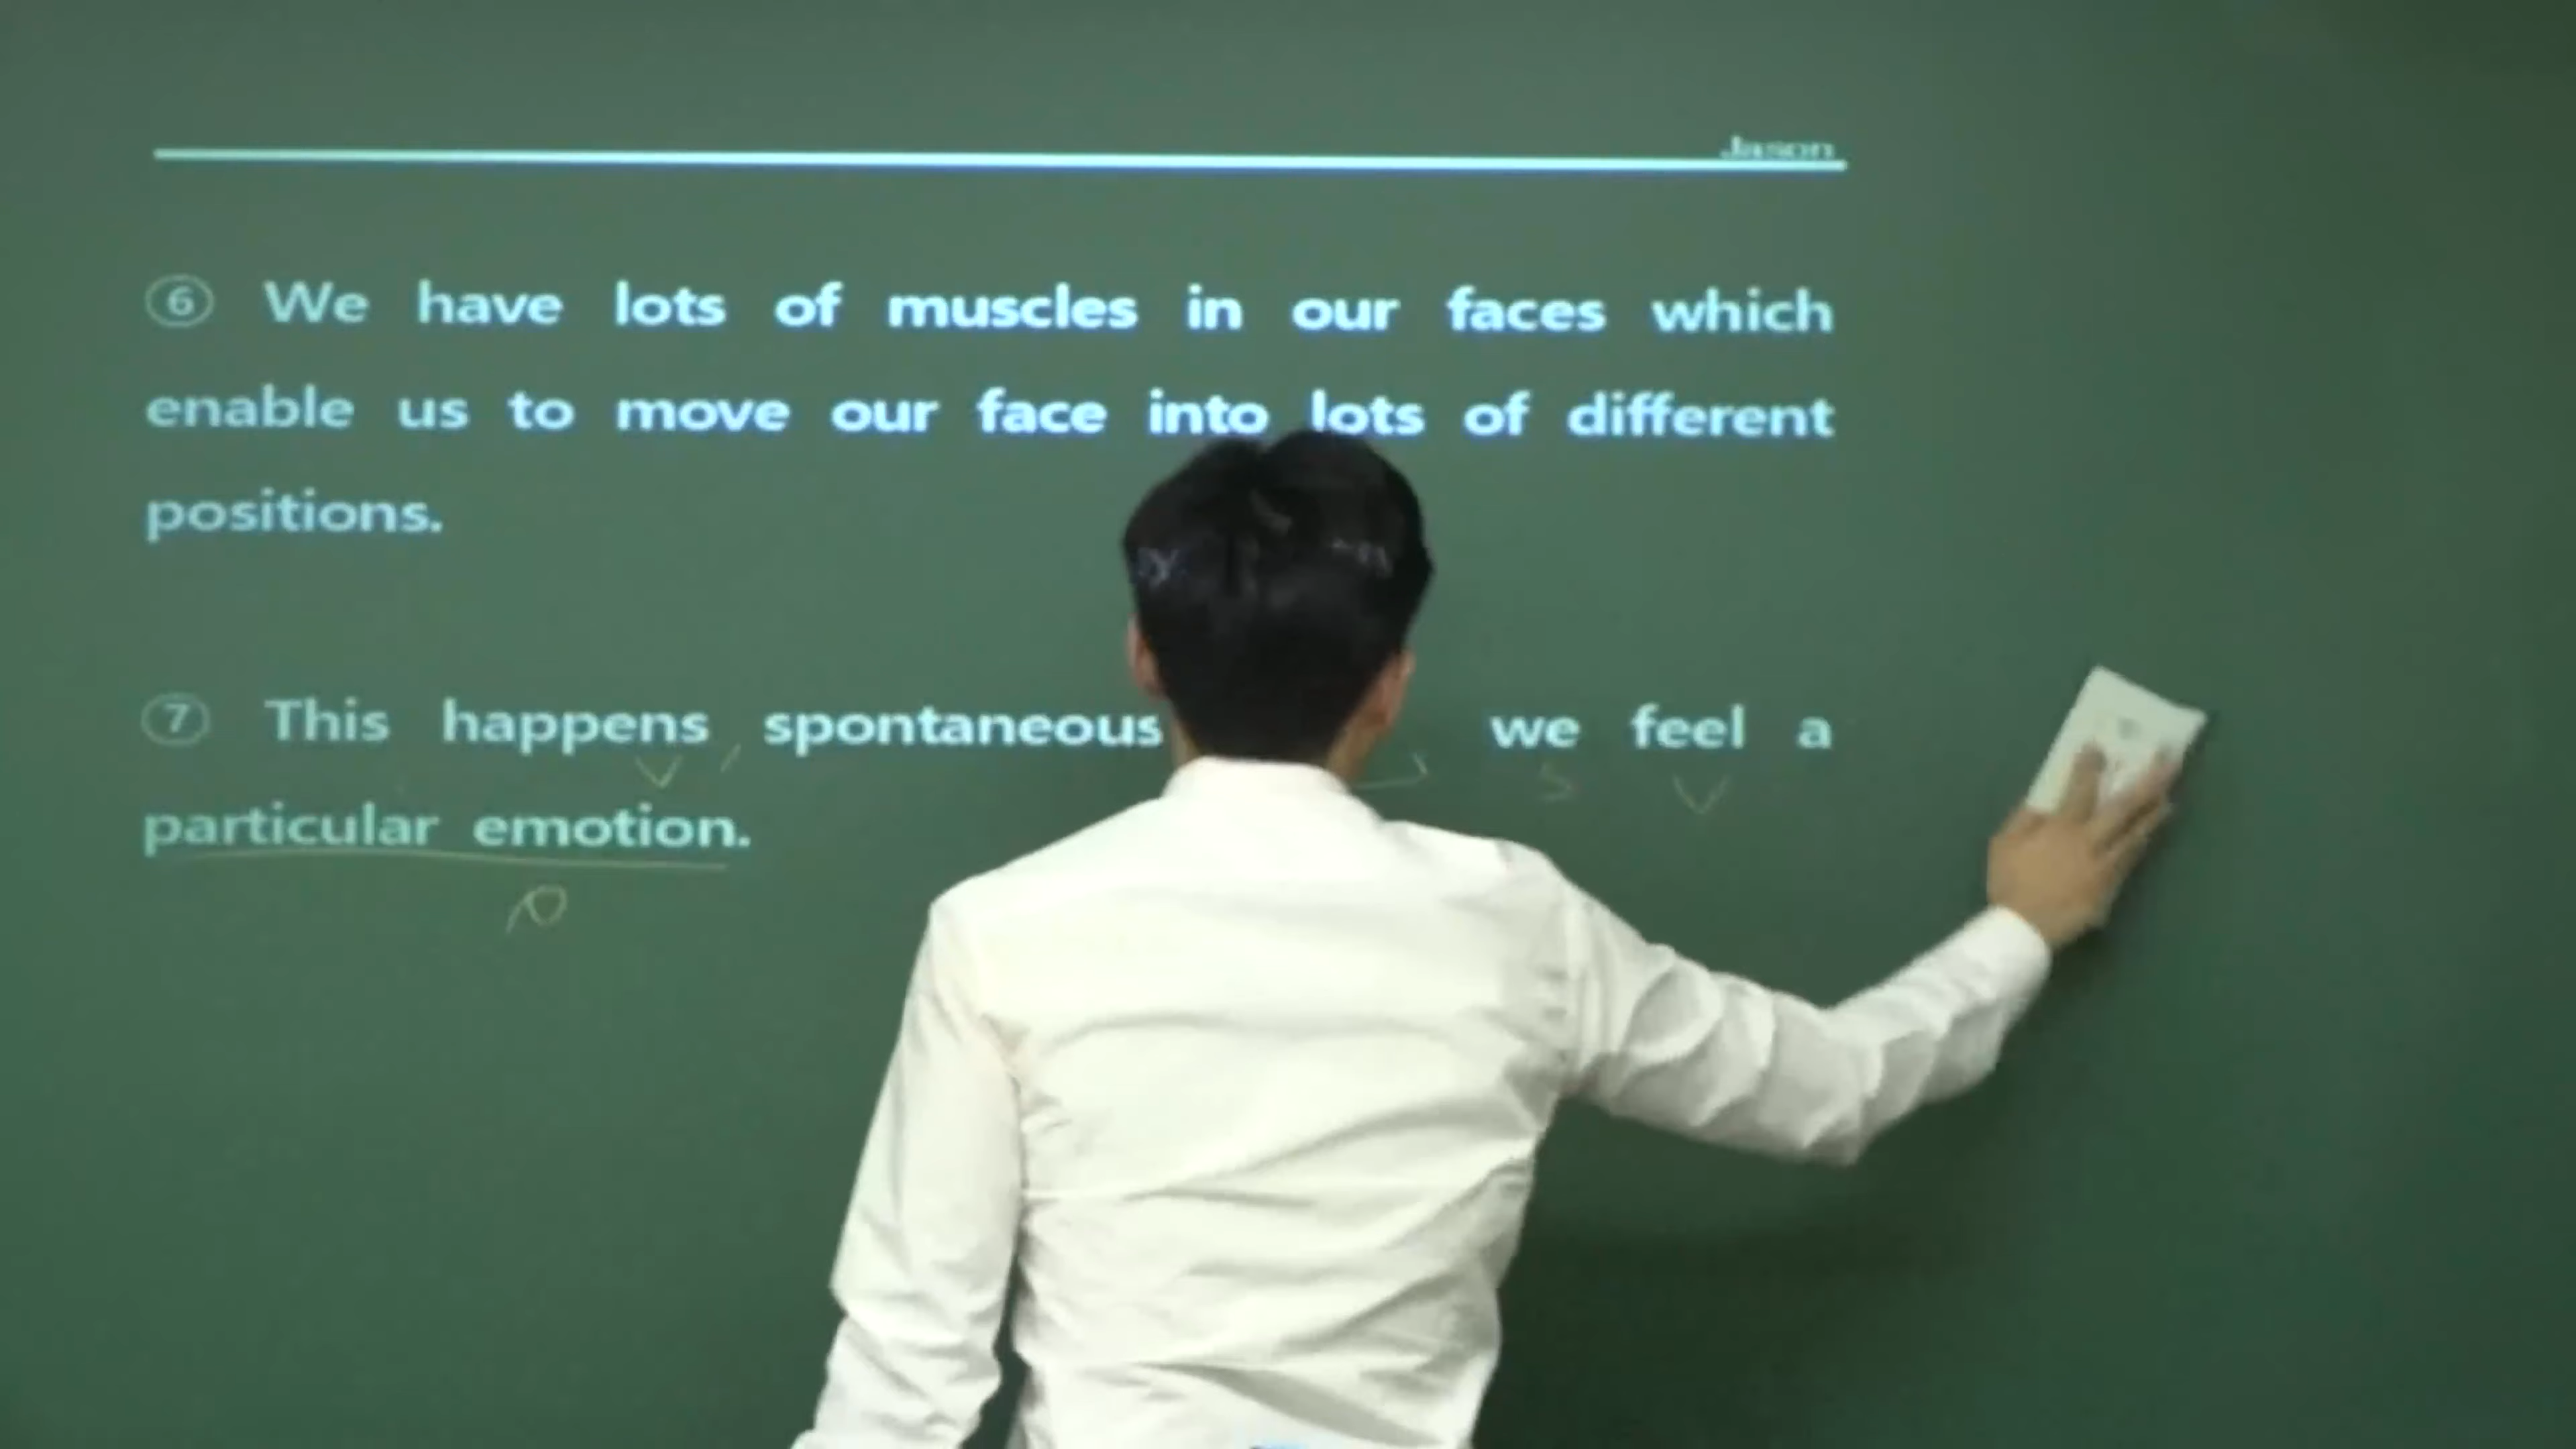 Jason
⑥ We have lots of muscles in our faces which
enable us to move our face into lots of different
positions.
⑦ This happens spontaneous we feel a
particular emotion.